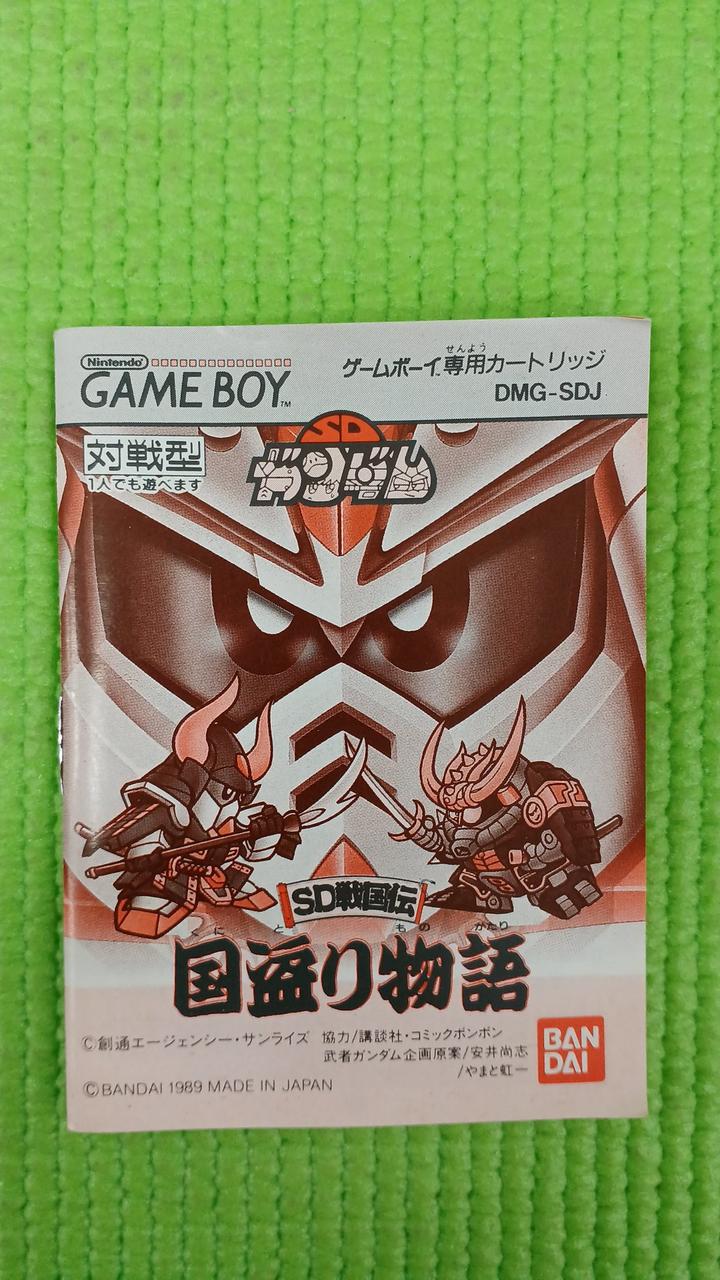 Nintendo
GAME BOY™
ゲームボーイ™専用カートリッジ
せんよう
DMG-SDJ
対戦型
1人でも遊べます
SD
ガンダム
SD戦国伝
くに と もの がたり
国盗り物語
©創通エージェンシー・サンライズ 協力/講談社・コミックボンボン
武者ガンダム企画原案/安井尚志
/やまと虹一
©BANDAI 1989 MADE IN JAPAN
BAN
DAI